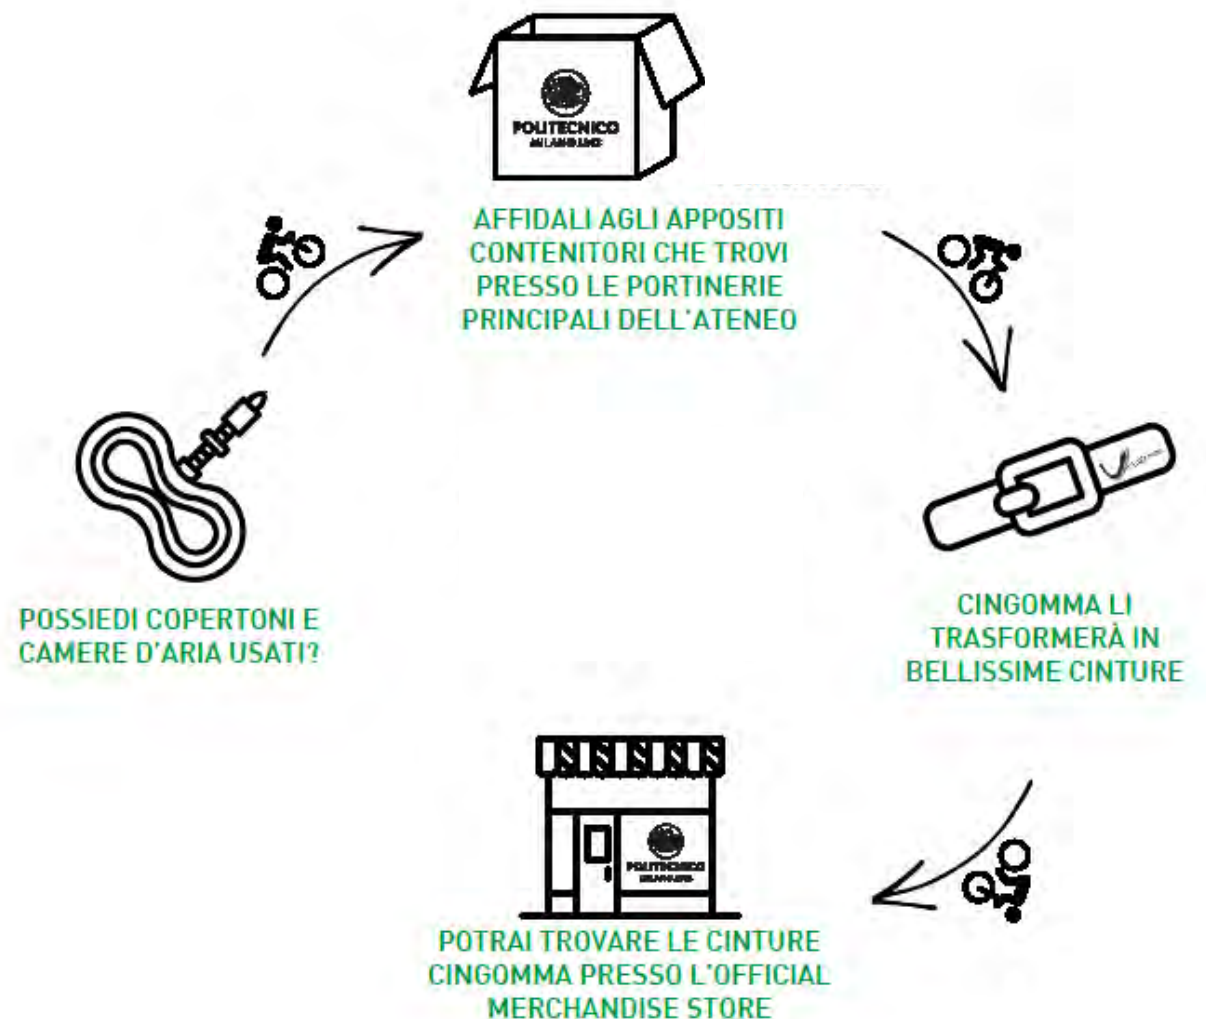 POLITECNICO
AFFIDALI AGLI APPOSITI
CONTENITORI CHE TROVI
PRESSO LE PORTINERIE
PRINCIPALI DELL'ATENEO
POSSIEDI COPERTONI E
CAMERE D'ARIA USATI?
CINGOMMA LI
TRASFORMERÀ IN
BELLISSIME CINTURE
POLITECNICO
POTRAI TROVARE LE CINTURE
CINGOMMA PRESSO L'OFFICIAL
MERCHANDISE STORE